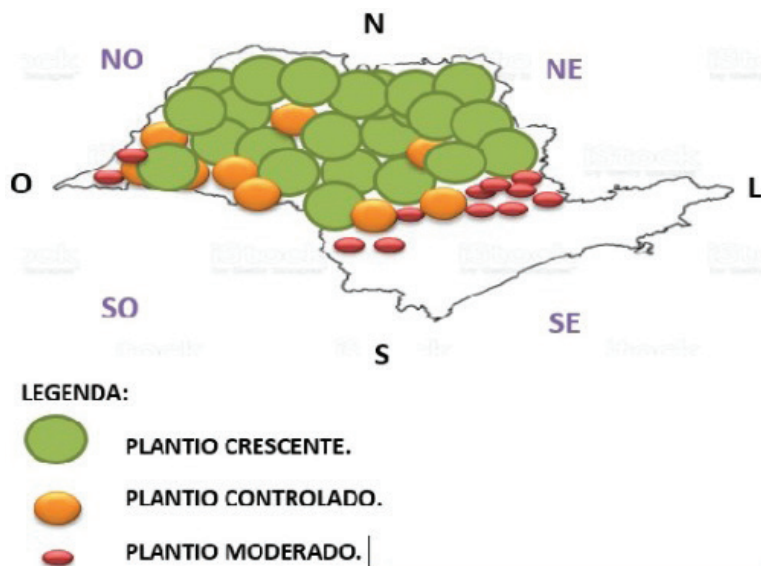 N
NO NE
O L
SO SE
S
LEGENDA:
PLANTIO CRESCENTE.
PLANTIO CONTROLADO.
PLANTIO MODERADO.